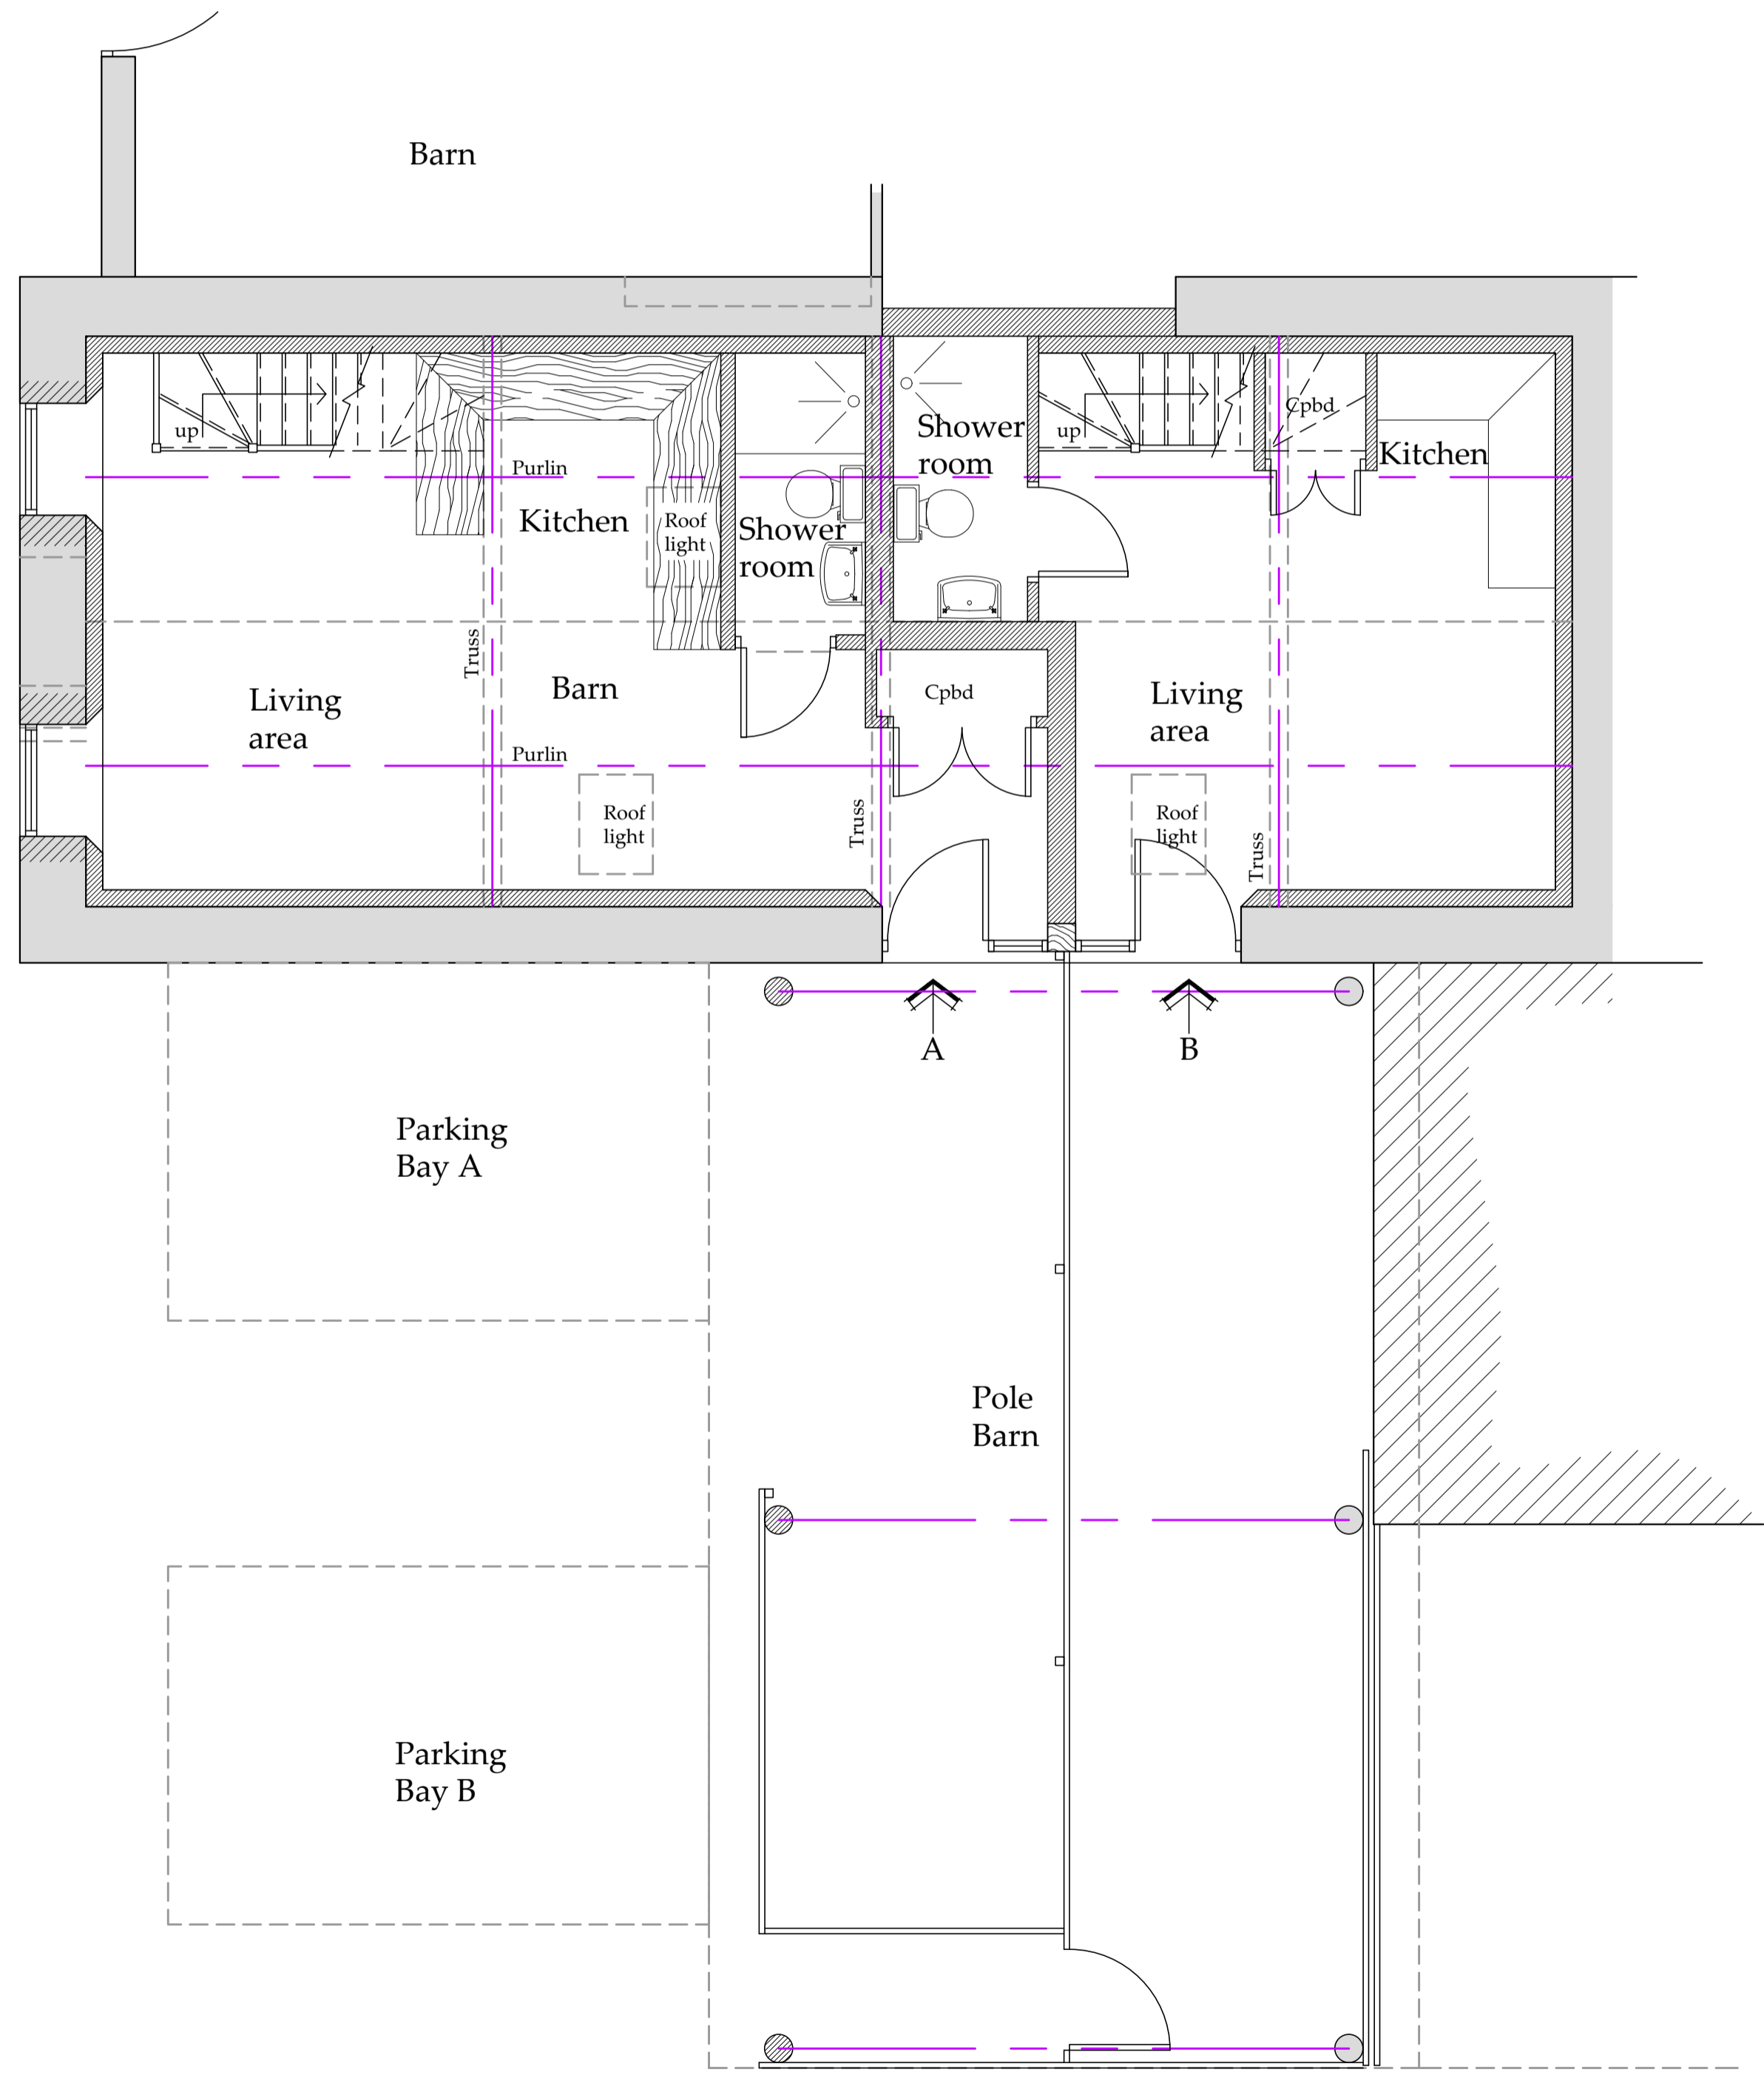 Barn
up
Purlin
Kitchen
Roof
light
Shower
room
Shower
room
up
Cpbd
Kitchen
Truss
Living
area
Barn
Purlin
Roof
light
Truss
Cpbd
Living
area
Roof
light
Truss
A
B
Parking
Bay A
Pole
Barn
Parking
Bay B